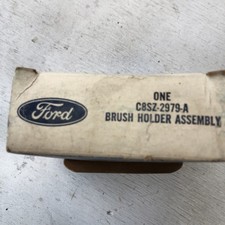 Ford
ONE
C8SZ-2979-A
BRUSH HOLDER ASSEMBLY